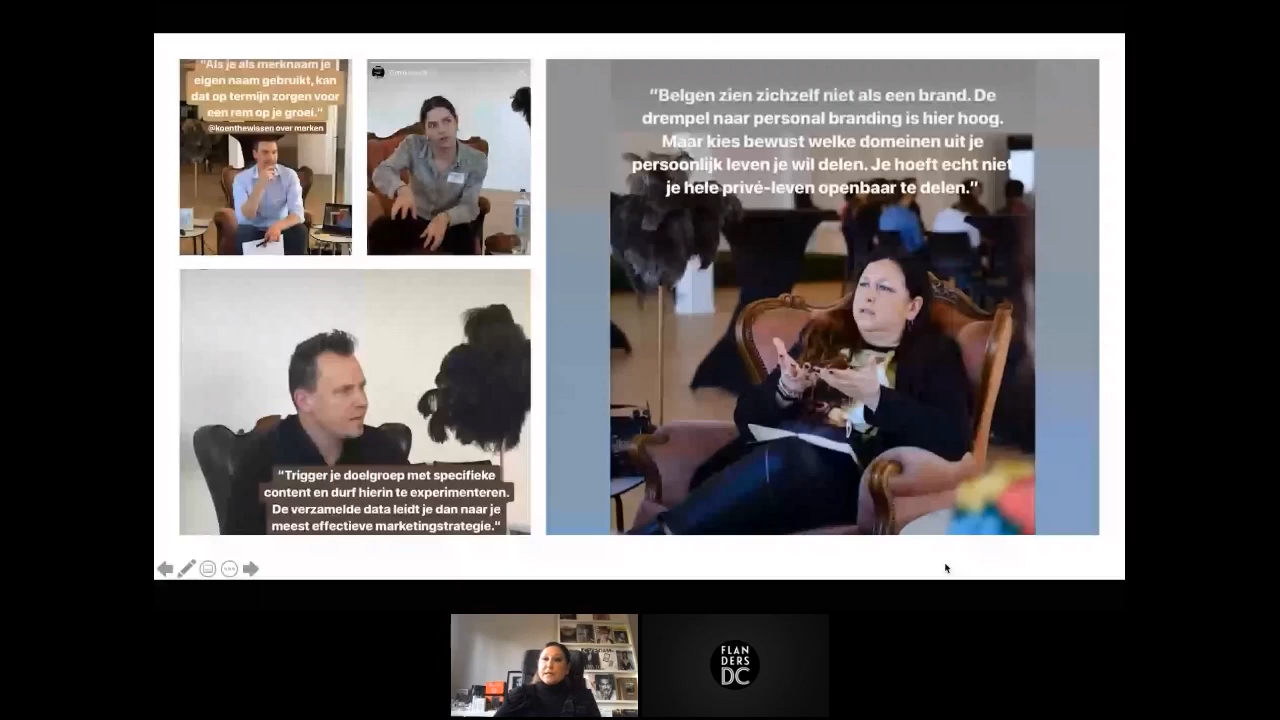 "Als je als merknaam je
eigen naam gebruikt, kan
dat op termijn zorgen voor
een rem op je groei."
@koenthewissen over merken
"Belgen zien zichzelf niet als een brand. De
drempel naar personal branding is hier hoog.
Maar kies bewust welke domeinen uit je
persoonlijk leven je wil delen. Je hoeft echt niet
je hele privé-leven openbaar te delen."
"Trigger je doelgroep met specifieke
content en durf hierin te experimenteren.
De verzamelde data leidt je dan naar je
meest effectieve marketingstrategie."
FLAN
DERS
DC